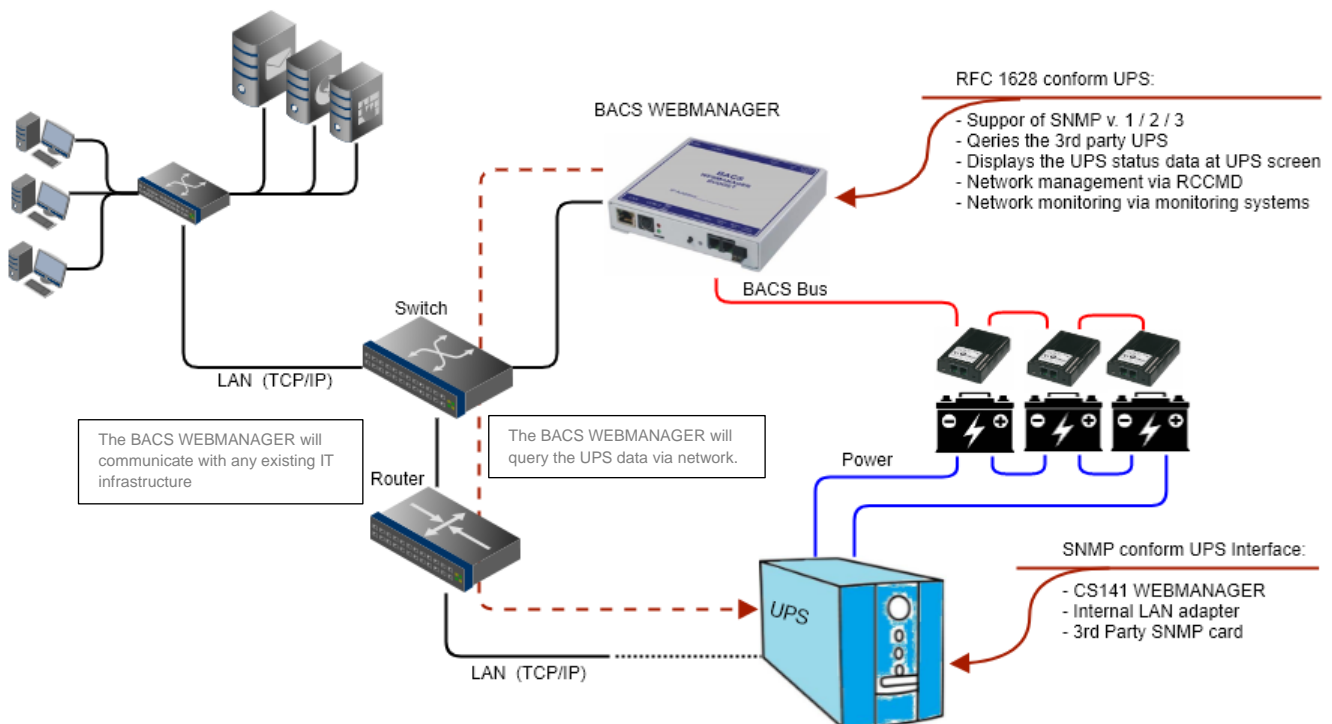 RFC 1628 conform UPS:
BACS WEBMANAGER
- Suppor of SNMP v. 1 / 2 / 3
- Qeries the 3rd party UPS
- Displays the UPS status data at UPS screen
- Network management via RCCMD
- Network monitoring via monitoring systems
BACS
WEBMANAGER
BACS Bus
Switch
LAN (TCP/IP)
The BACS WEBMANAGER will
communicate with any existing IT
infrastructure
The BACS WEBMANAGER will
query the UPS data via network.
Power
Router
SNMP conform UPS Interface:
- CS141 WEBMANAGER
- Internal LAN adapter
- 3rd Party SNMP card
UPS
LAN (TCP/IP)